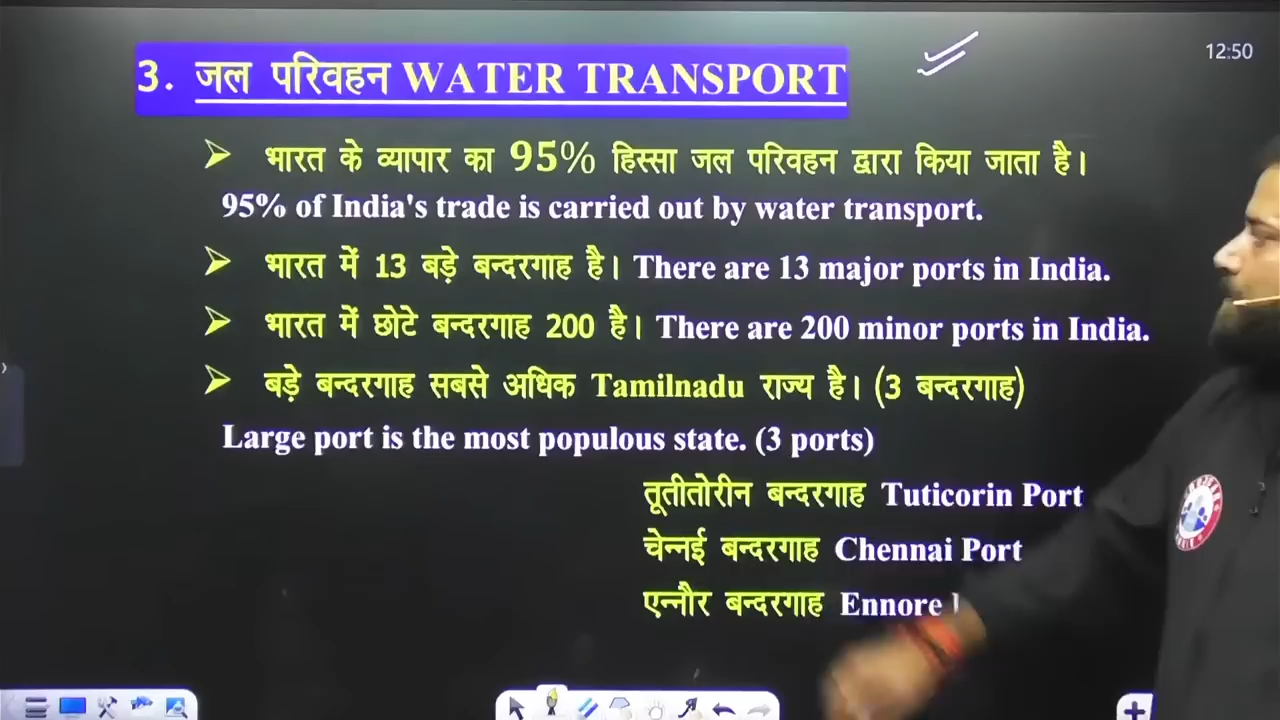 12:50
3. जल परिवहन WATER TRANSPORT
➢ भारत के व्यापार का 95% हिस्सा जल परिवहन द्वारा किया जाता है।
95% of India's trade is carried out by water transport.
➢ भारत में 13 बड़े बन्दरगाह है। There are 13 major ports in India.
➢ भारत में छोटे बन्दरगाह 200 है। There are 200 minor ports in India.
➢ बड़े बन्दरगाह सबसे अधिक Tamilnadu राज्य है। (3 बन्दरगाह)
Large port is the most populous state. (3 ports)
तूतीतोरीन बन्दरगाह Tuticorin Port
चेन्नई बन्दरगाह Chennai Port
एन्नौर बन्दरगाह Ennore